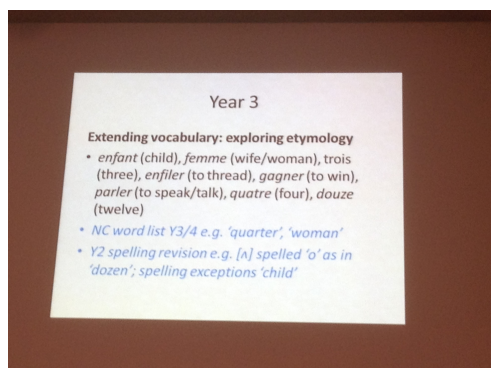 Year 3
Extending vocabulary: exploring etymology
• enfant (child), femme (wife/woman), trois
(three), enfiler (to thread), gagner (to win),
parler (to speak/talk), quatre (four), douze
(twelve)
• NC word list Y3/4 e.g. ‘quarter’, ‘woman’
• Y2 spelling revision e.g. [ʌ] spelled ‘o’ as in
‘dozen’; spelling exceptions ‘child’